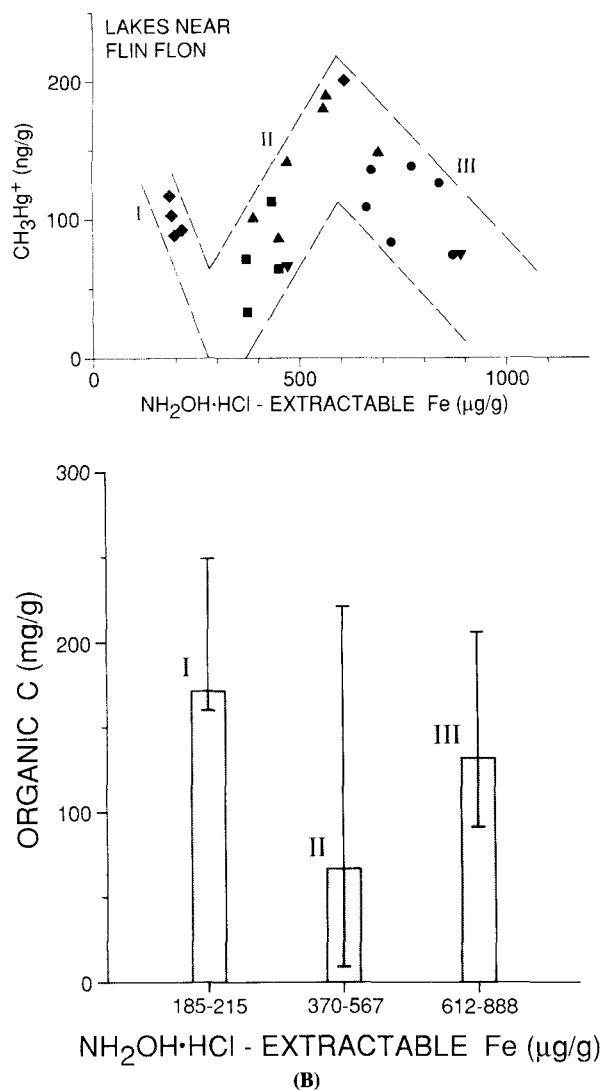 LAKES NEAR
FLIN FLON
CH₃Hg⁺ (ng/g)
200
100
0
I
II
III
0
500
1000
NH₂OH·HCl - EXTRACTABLE Fe (µg/g)
ORGANIC C (mg/g)
300
200
100
0
I
II
III
185-215
370-567
612-888
NH₂OH·HCl - EXTRACTABLE Fe (µg/g)
(B)